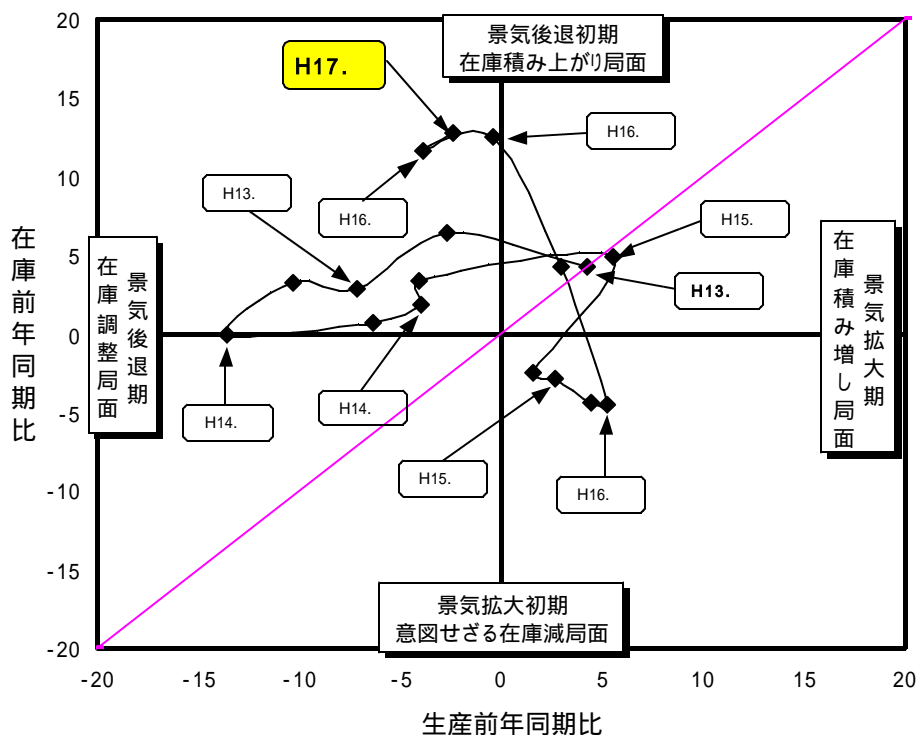 20
15
10
5
0
-5
-10
-15
-20
在庫前年同期比
景気後退初期
在庫積み上がり局面
H17.
H16.
H13.
H16.
H15.
H13.
景気後退期
在庫調整局面
景気拡大期
在庫積み増し局面
H14.
H14.
H15.
H16.
景気拡大初期
意図せざる在庫減局面
-20
-15
-10
-5
0
5
10
15
20
生産前年同期比